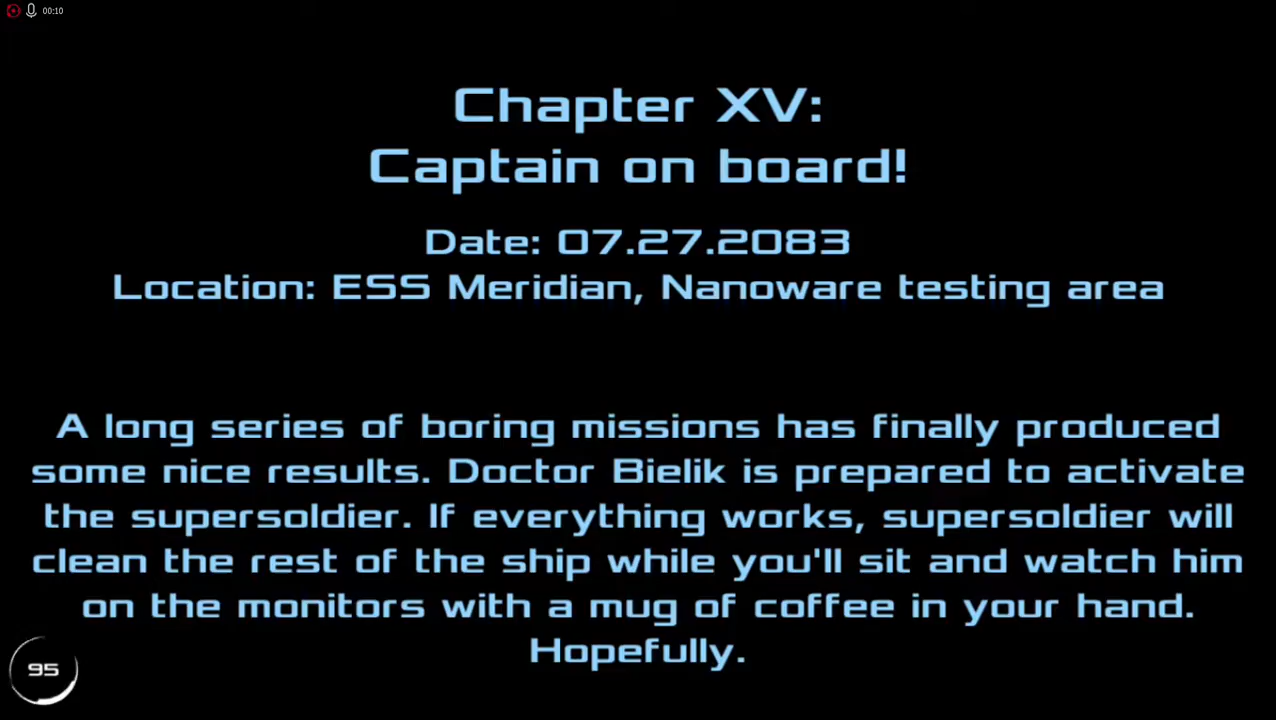 00:10
Chapter XV:
Captain on board!
Date: 07.27.2083
Location: ESS Meridian, Nanoware testing area
A long series of boring missions has finally produced
some nice results. Doctor Bielik is prepared to activate
the supersoldier. If everything works, supersoldier will
clean the rest of the ship while you'll sit and watch him
on the monitors with a mug of coffee in your hand.
Hopefully.
95